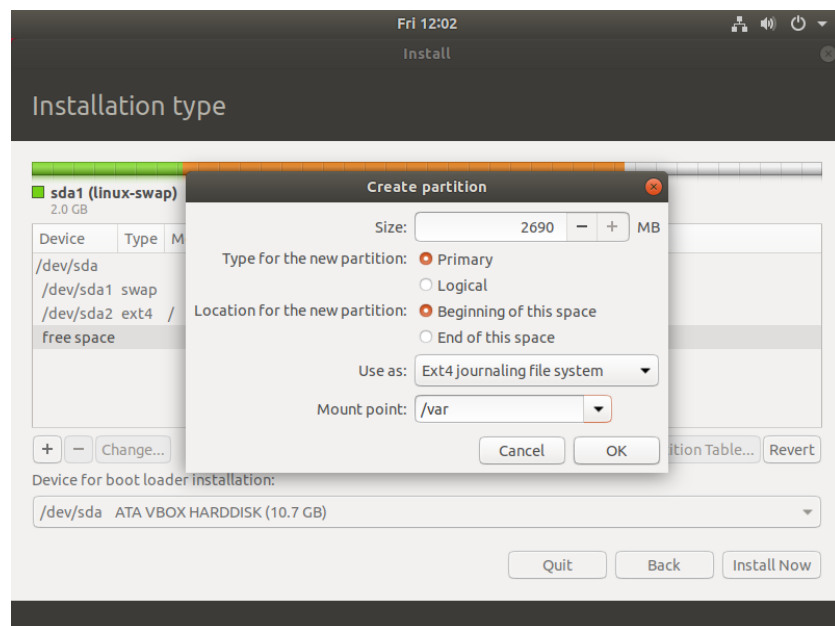 Fri 12:02
Install
Installation type
sda1 (linux-swap)
2.0 GB
Create partition
Size: 2690 − + MB
Type for the new partition: Primary
Logical
Location for the new partition: Beginning of this space
End of this space
Use as: Ext4 journaling file system
Mount point: /var
Cancel OK
Device Type M
/dev/sda
/dev/sda1 swap
/dev/sda2 ext4 /
free space
+ − Change... ition Table... Revert
Device for boot loader installation:
/dev/sda ATA VBOX HARDDISK (10.7 GB)
Quit Back Install Now